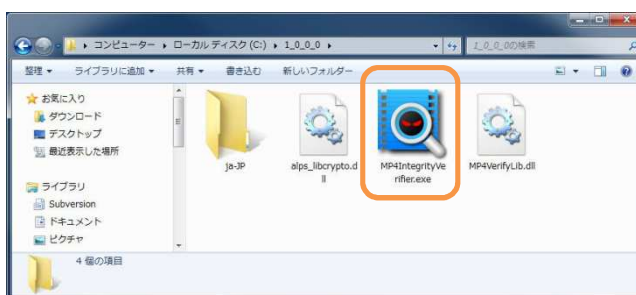 コンピューター ▸ ローカル ディスク (C:) ▸ 1_0_0_0 ▸
1_0_0_0の検索
整理 ▾ ライブラリに追加 ▾ 共有 ▾ 書き込む 新しいフォルダー
お気に入り
ダウンロード
デスクトップ
最近表示した場所
ライブラリ
Subversion
ドキュメント
ピクチャ
ja-JP
alps_libcrypto.d
ll
MP4IntegrityVe
rifier.exe
MP4VerifyLib.dll
4 個の項目